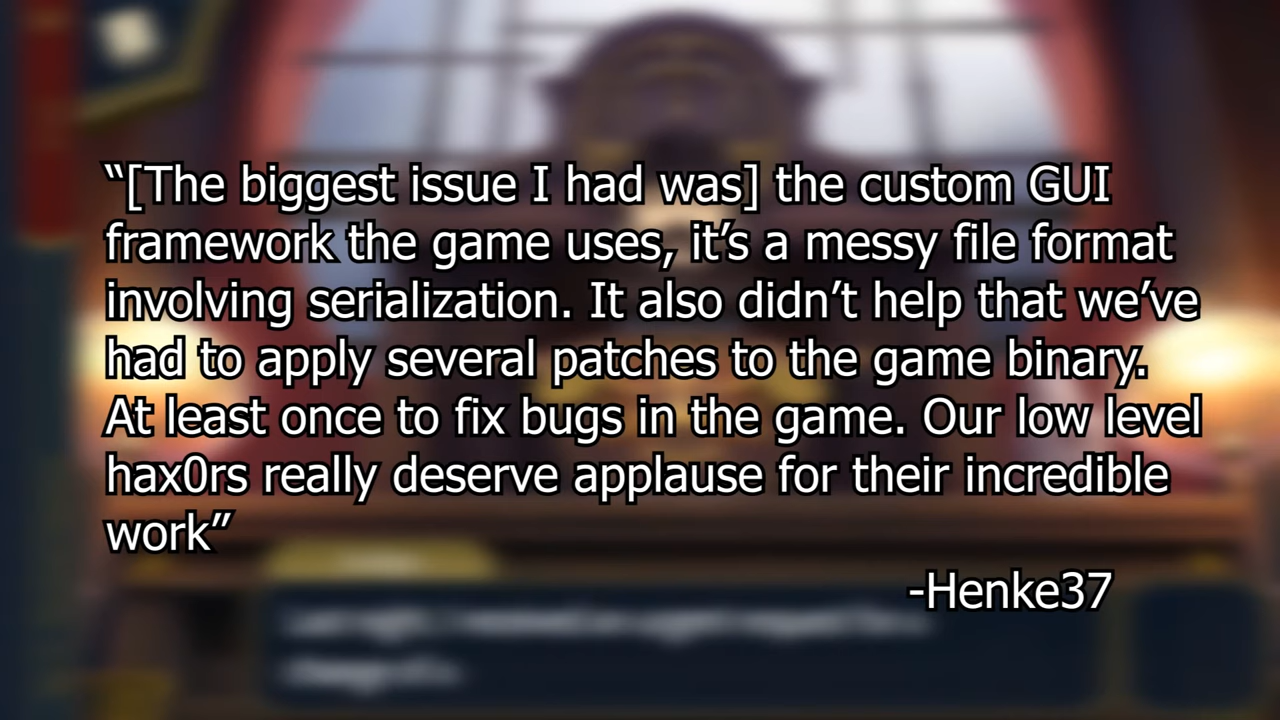 “[The biggest issue I had was] the custom GUI
framework the game uses, it’s a messy file format
involving serialization. It also didn’t help that we’ve
had to apply several patches to the game binary.
At least once to fix bugs in the game. Our low level
hax0rs really deserve applause for their incredible
work”
-Henke37